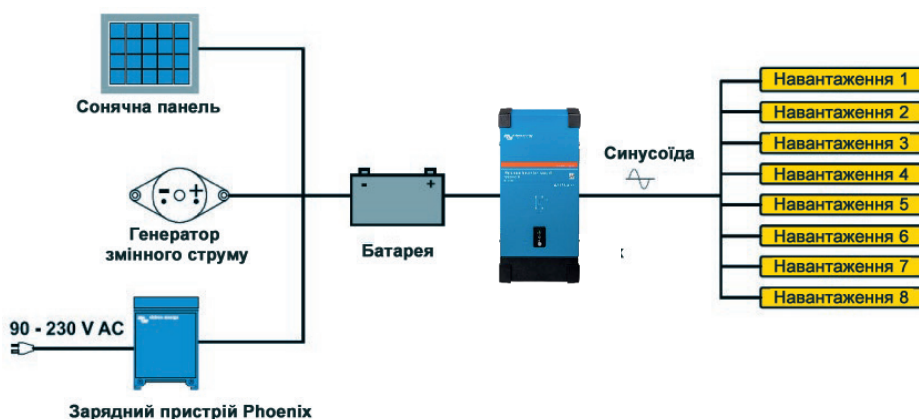 Сонячна панель
Генератор
змінного струму
90 - 230 V AC
Зарядний пристрій Phoenix
Батарея
Синусоїда
Навантаження 1
Навантаження 2
Навантаження 3
Навантаження 4
Навантаження 5
Навантаження 6
Навантаження 7
Навантаження 8